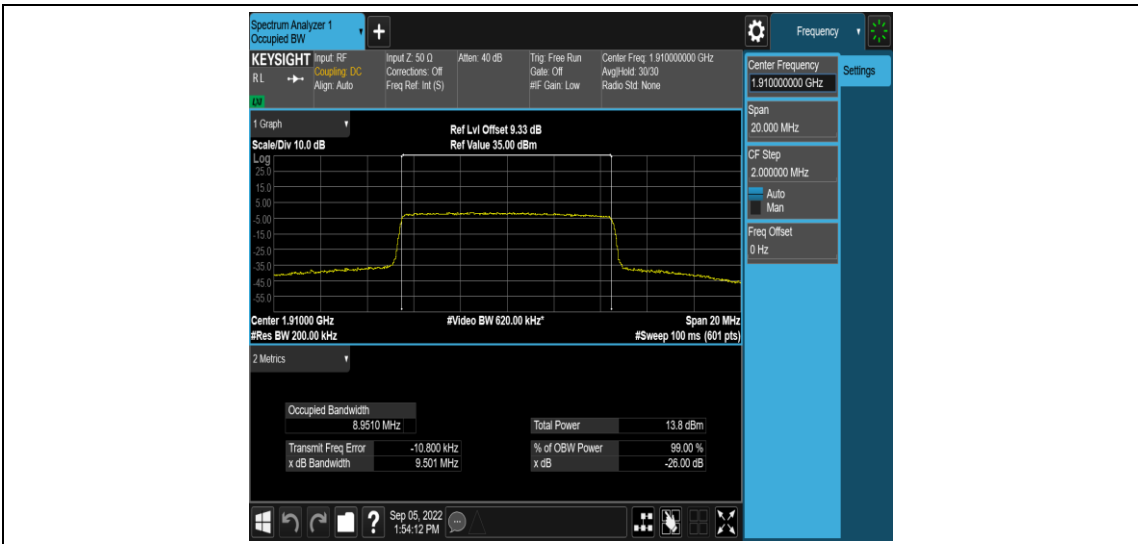 Spectrum Analyzer 1
Occupied BW
+
Frequency
KEYSIGHT
RL
LXI
Input: RF
Coupling: DC
Align: Auto
Input Z: 50 Ω
Corrections: Off
Freq Ref: Int (S)
Atten: 40 dB
Trig: Free Run
Gate: Off
#IF Gain: Low
Center Freq: 1.910000000 GHz
Avg|Hold: 30/30
Radio Std: None
Center Frequency
1.910000000 GHz
Settings
Span
20.000 MHz
CF Step
2.000000 MHz
Auto
Man
Freq Offset
0 Hz
1 Graph
Ref Lvl Offset 9.33 dB
Scale/Div 10.0 dB
Ref Value 35.00 dBm
Log
25.0
15.0
5.00
-5.00
-15.0
-25.0
-35.0
-45.0
-55.0
Center 1.91000 GHz
#Video BW 620.00 kHz*
Span 20 MHz
#Res BW 200.00 kHz
#Sweep 100 ms (601 pts)
2 Metrics
Occupied Bandwidth
8.9510 MHz
Total Power 13.8 dBm
Transmit Freq Error -10.800 kHz
% of OBW Power 99.00 %
x dB Bandwidth 9.501 MHz
x dB -26.00 dB
?
Sep 05, 2022
1:54:12 PM